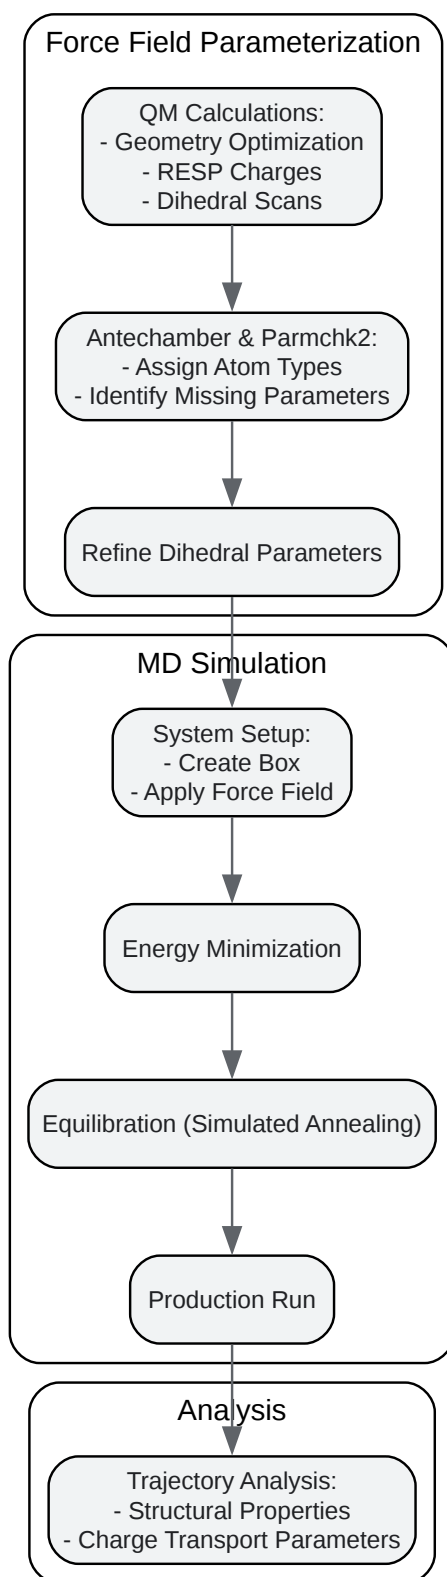 Force Field Parameterization
QM Calculations:
- Geometry Optimization
- RESP Charges
- Dihedral Scans
Antechamber & Parmchk2:
- Assign Atom Types
- Identify Missing Parameters
Refine Dihedral Parameters
MD Simulation
System Setup:
- Create Box
- Apply Force Field
Energy Minimization
Equilibration (Simulated Annealing)
Production Run
Analysis
Trajectory Analysis:
- Structural Properties
- Charge Transport Parameters